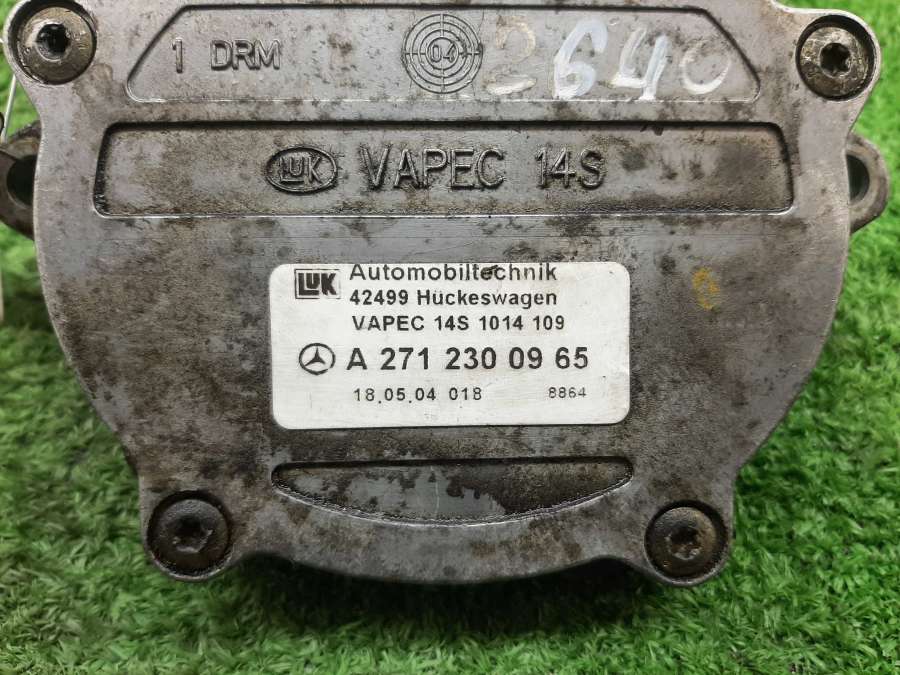 1 DRM 04 2640
LUK VAPEC 14S
LUK Automobiltechnik
42499 Hückeswagen
VAPEC 14S 1014 109
A 271 230 09 65
18.05.04 018 8864